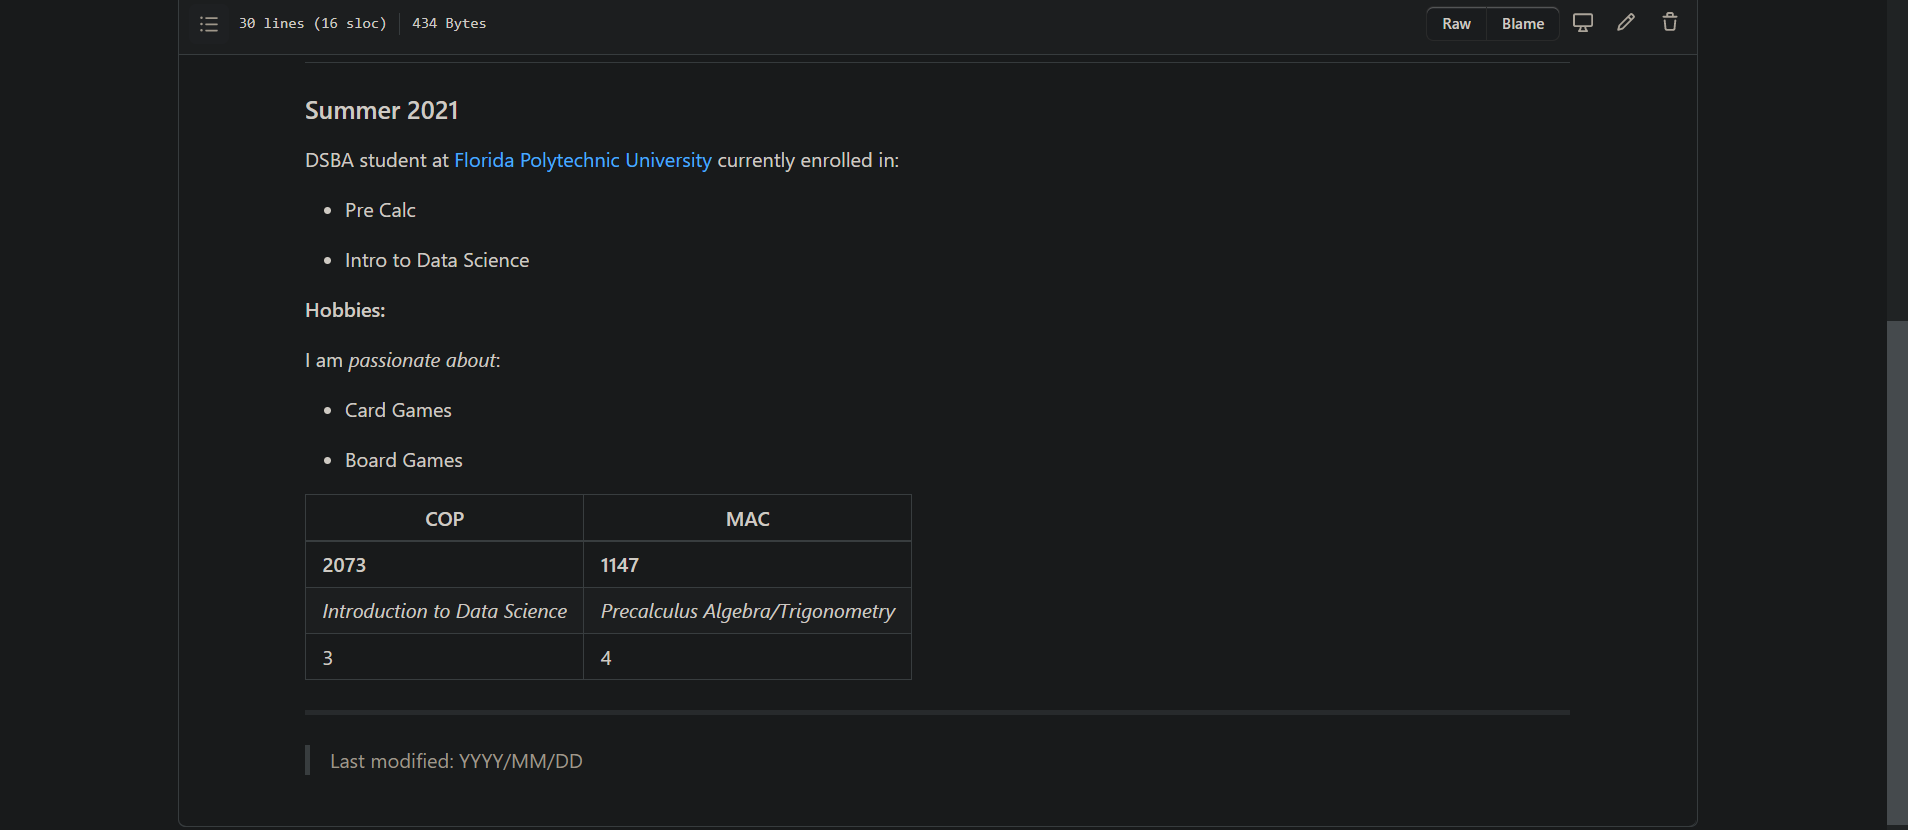 30 lines (16 sloc) 434 Bytes Raw Blame
Summer 2021
DSBA student at Florida Polytechnic University currently enrolled in:
Pre Calc
Intro to Data Science
Hobbies:
I am passionate about:
Card Games
Board Games
COP MAC
2073 1147
Introduction to Data Science Precalculus Algebra/Trigonometry
3 4
Last modified: YYYY/MM/DD